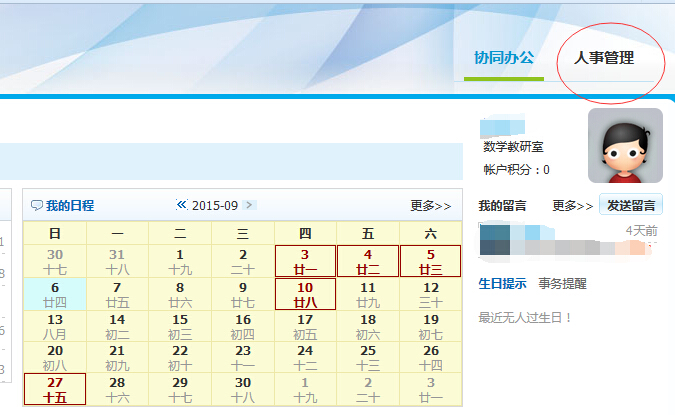 协同办公 人事管理
数学教研室
帐户积分：0
我的日程 2015-09 更多>>
日 一 二 三 四 五 六
30 31 1 2 3 4 5
十七 十八 十九 二十 廿一 廿二 廿三
6 7 8 9 10 11 12
廿四 廿五 廿六 廿七 廿八 廿九 三十
13 14 15 16 17 18 19
八月 初二 初三 初四 初五 初六 初七
20 21 22 23 24 25 26
初八 初九 初十 十一 十二 十三 十四
27 28 29 30 1 2 3
十五 十六 十七 十八 十九 二十 廿一
我的留言 更多>> 发送留言
4天前
生日提示 事务提醒
最近无人过生日！